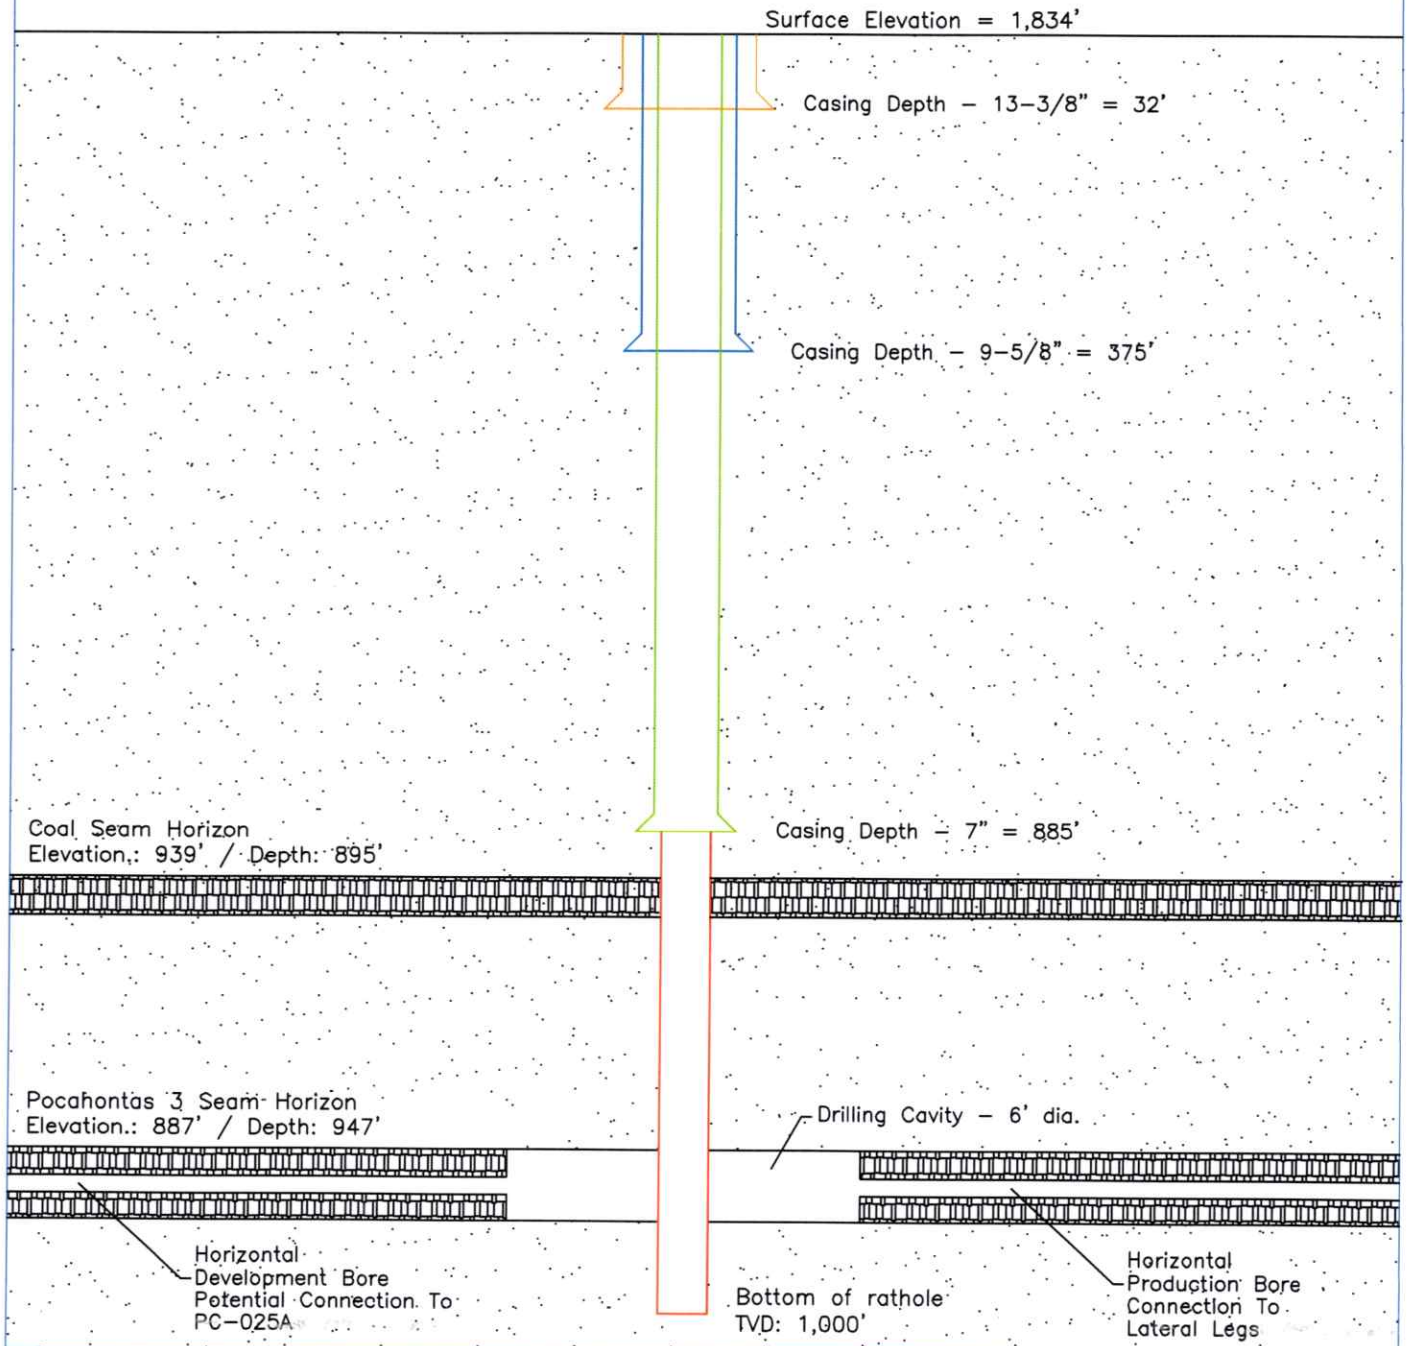 Surface Elevation = 1,834'
Casing Depth - 13-3/8" = 32'
Casing Depth - 9-5/8" = 375'
Casing Depth - 7" = 885'
Coal Seam Horizon
Elevation.: 939' / Depth: 895'
Pocahontas 3 Seam Horizon
Elevation.: 887' / Depth: 947'
Drilling Cavity - 6' dia.
Horizontal
Development Bore
Potential Connection To
PC-025A
Bottom of rathole
TVD: 1,000'
Horizontal
Production Bore
Connection To
Lateral Legs